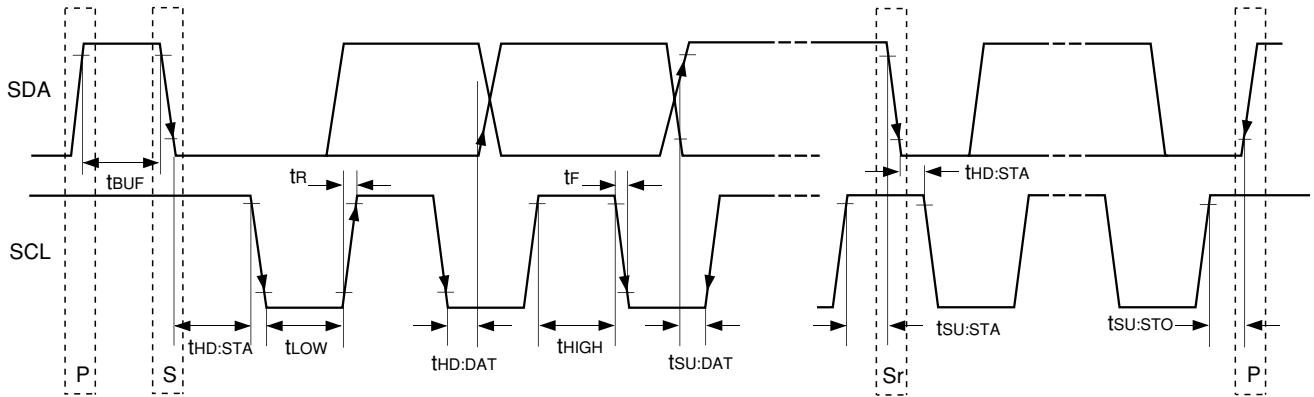 SDA
tBUF
tR
tF
tHD:STA
SCL
tHD:STA
tLOW
tHD:DAT
tHIGH
tSU:DAT
tSU:STA
tSU:STO
P
S
Sr
P